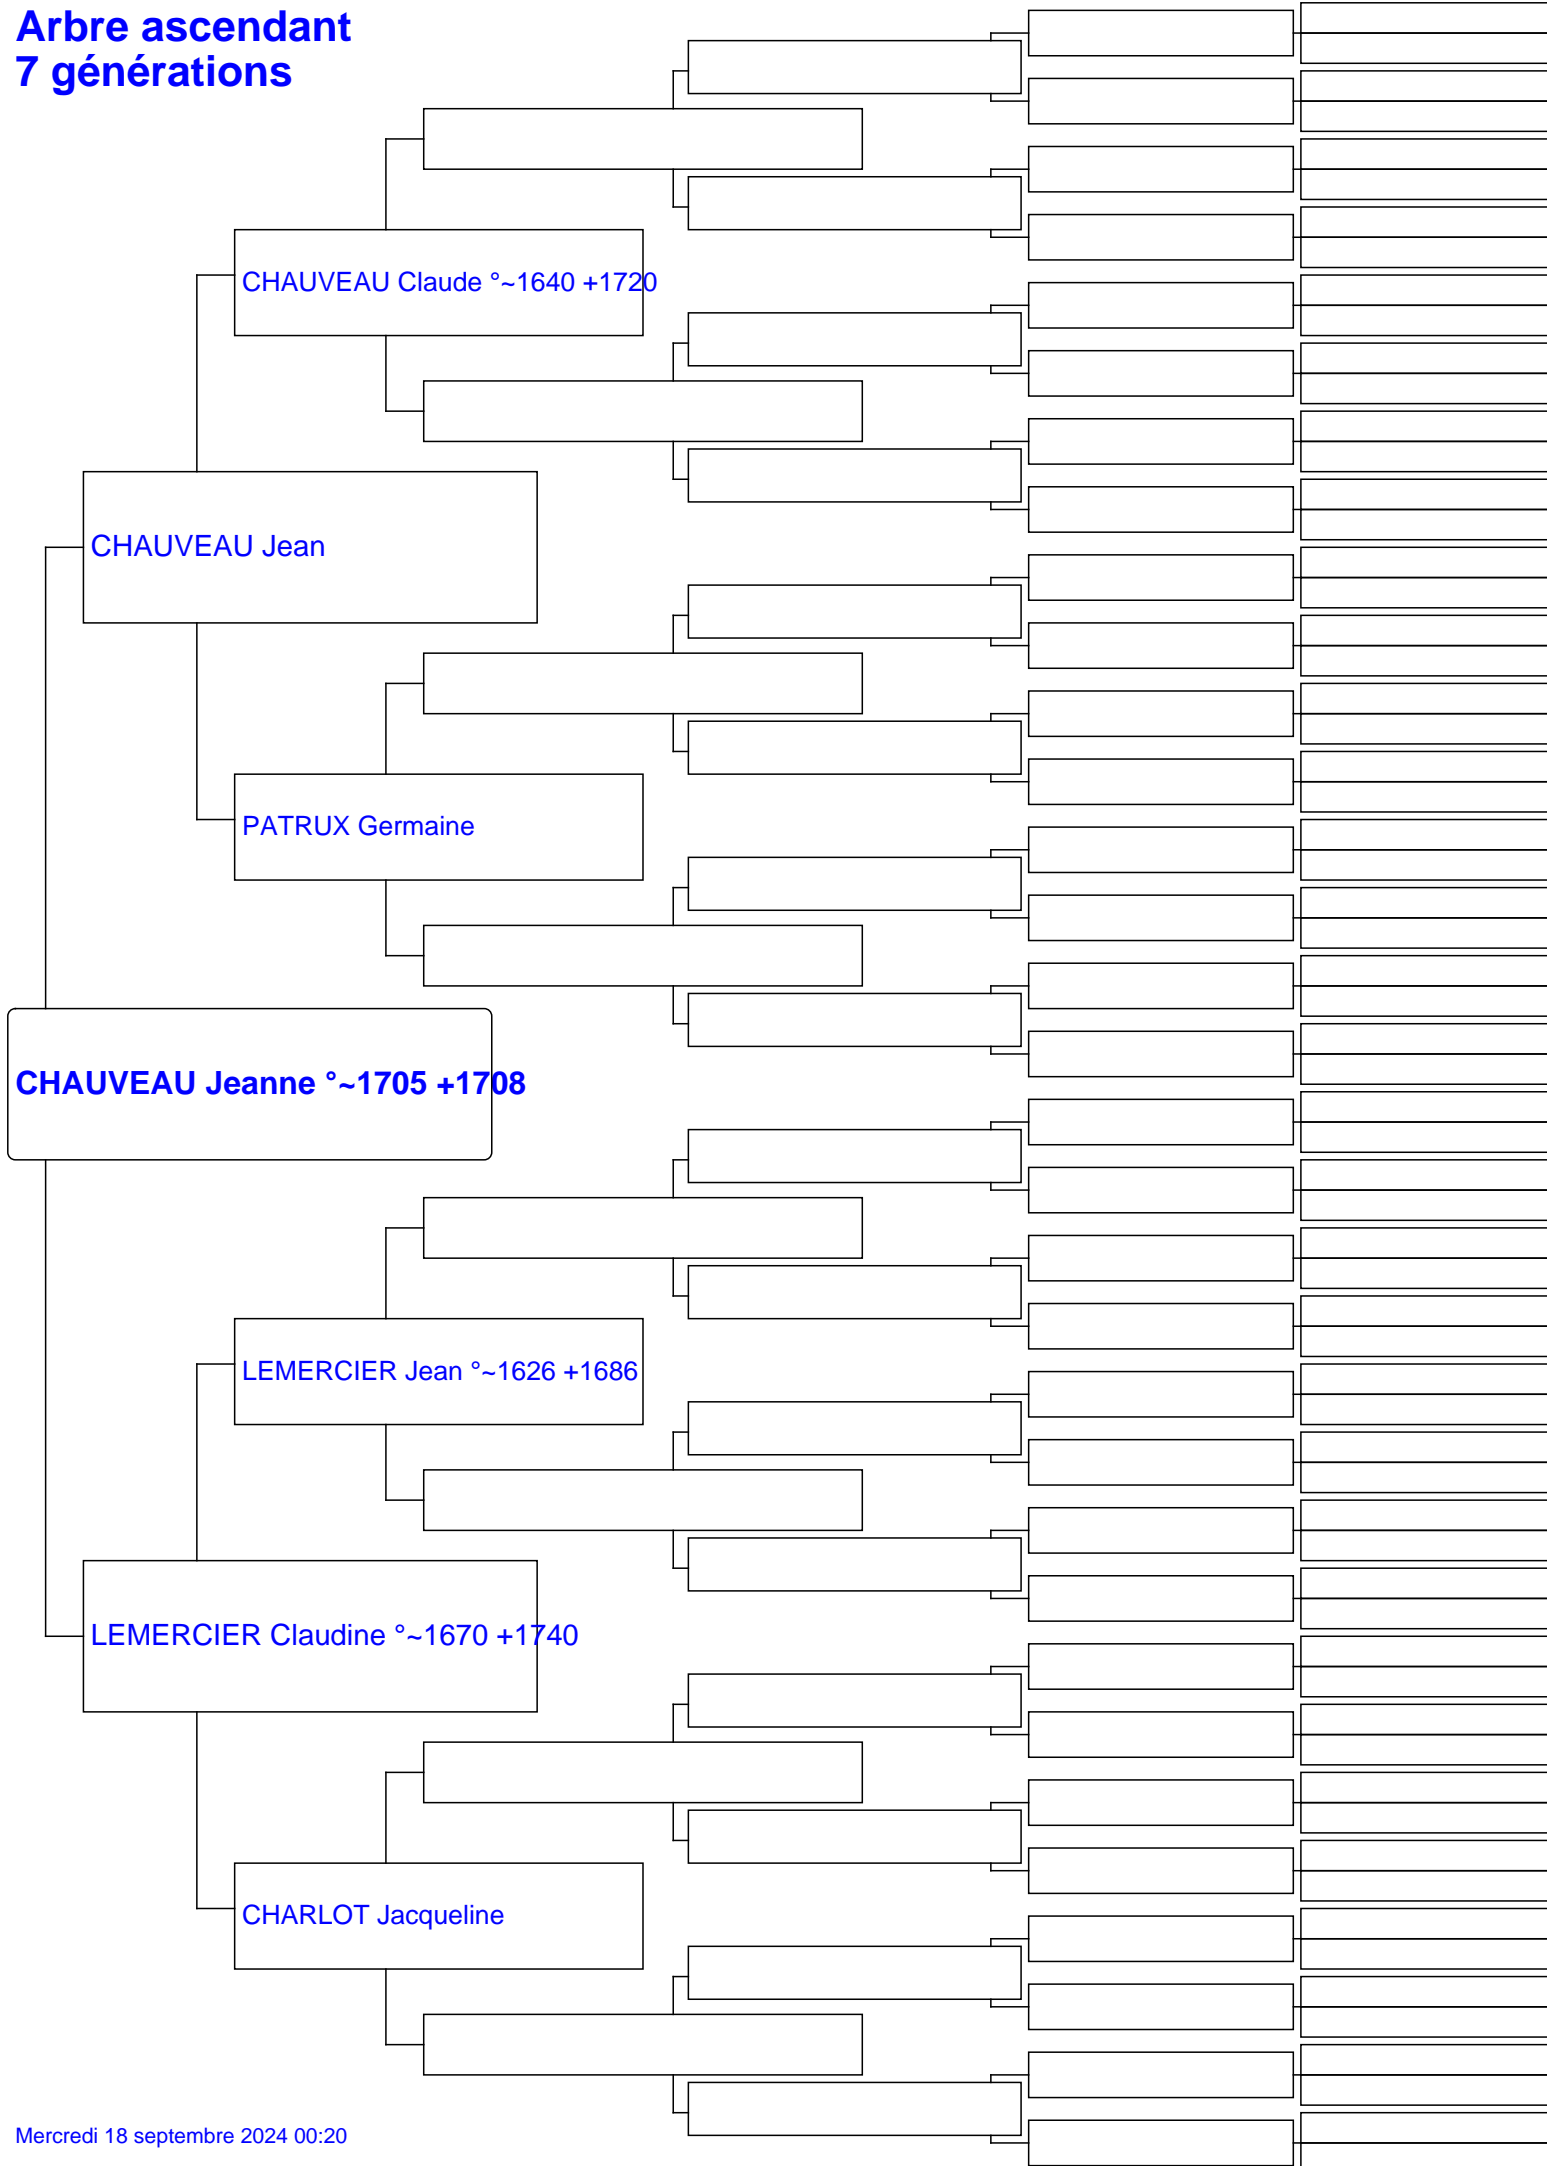 Arbre ascendant
7 générations
CHAUVEAU Claude °~1640 +1720
CHAUVEAU Jean
PATRUX Germaine
CHAUVEAU Jeanne °~1705 +1708
LEMERCIER Jean °~1626 +1686
LEMERCIER Claudine °~1670 +1740
CHARLOT Jacqueline
Mercredi 18 septembre 2024 00:20